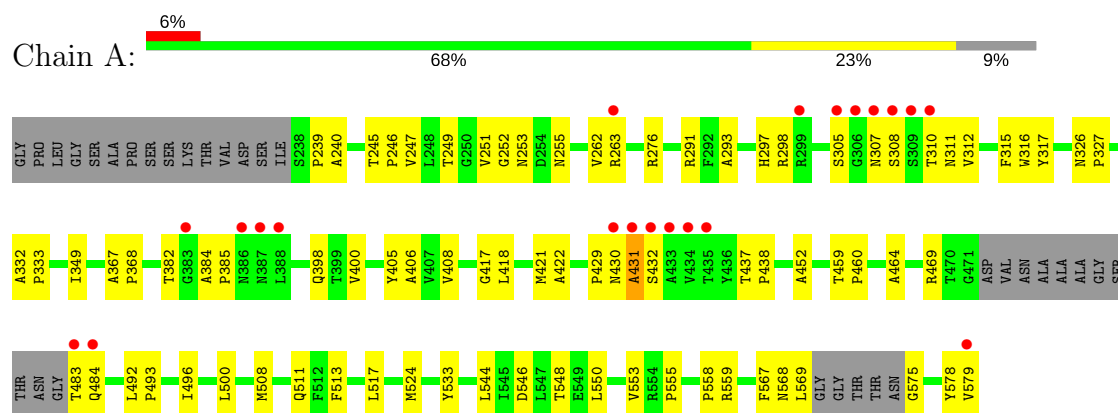 6%
Chain A:
68% 23% 9%
GLY PRO LEU GLY SER ALA PRO SER SER LYS THR VAL ASP SER ILE S238 P239 A240 T245 P246 V247 L248 T249 G250 V251 G252 N253 D254 N255 V262 R263 R276 R291 F292 A293 H297 R298 R299 S305 G306 N307 S308 S309 T310 N311 V312 F315 W316 Y317 N326 P327
A332 P333 I349 A367 P368 T382 G383 A384 P385 N386 N387 L388 Q398 T399 V400 Y405 A406 V407 V408 G417 L418 M421 A422 P429 N430 A431 S432 A433 V434 T435 Y436 T437 P438 A452 T459 P460 A464 R469 T470 G471 ASP VAL ASN ALA ALA ALA GLY SER
THR ASN GLY T483 Q484 L492 P493 I496 L500 M508 Q511 F512 F513 L517 M524 Y533 L544 I545 D546 L547 T548 E549 L550 V553 R554 P555 P558 R559 F567 N568 L569 GLY GLY THR THR ASN G575 Y578 V579